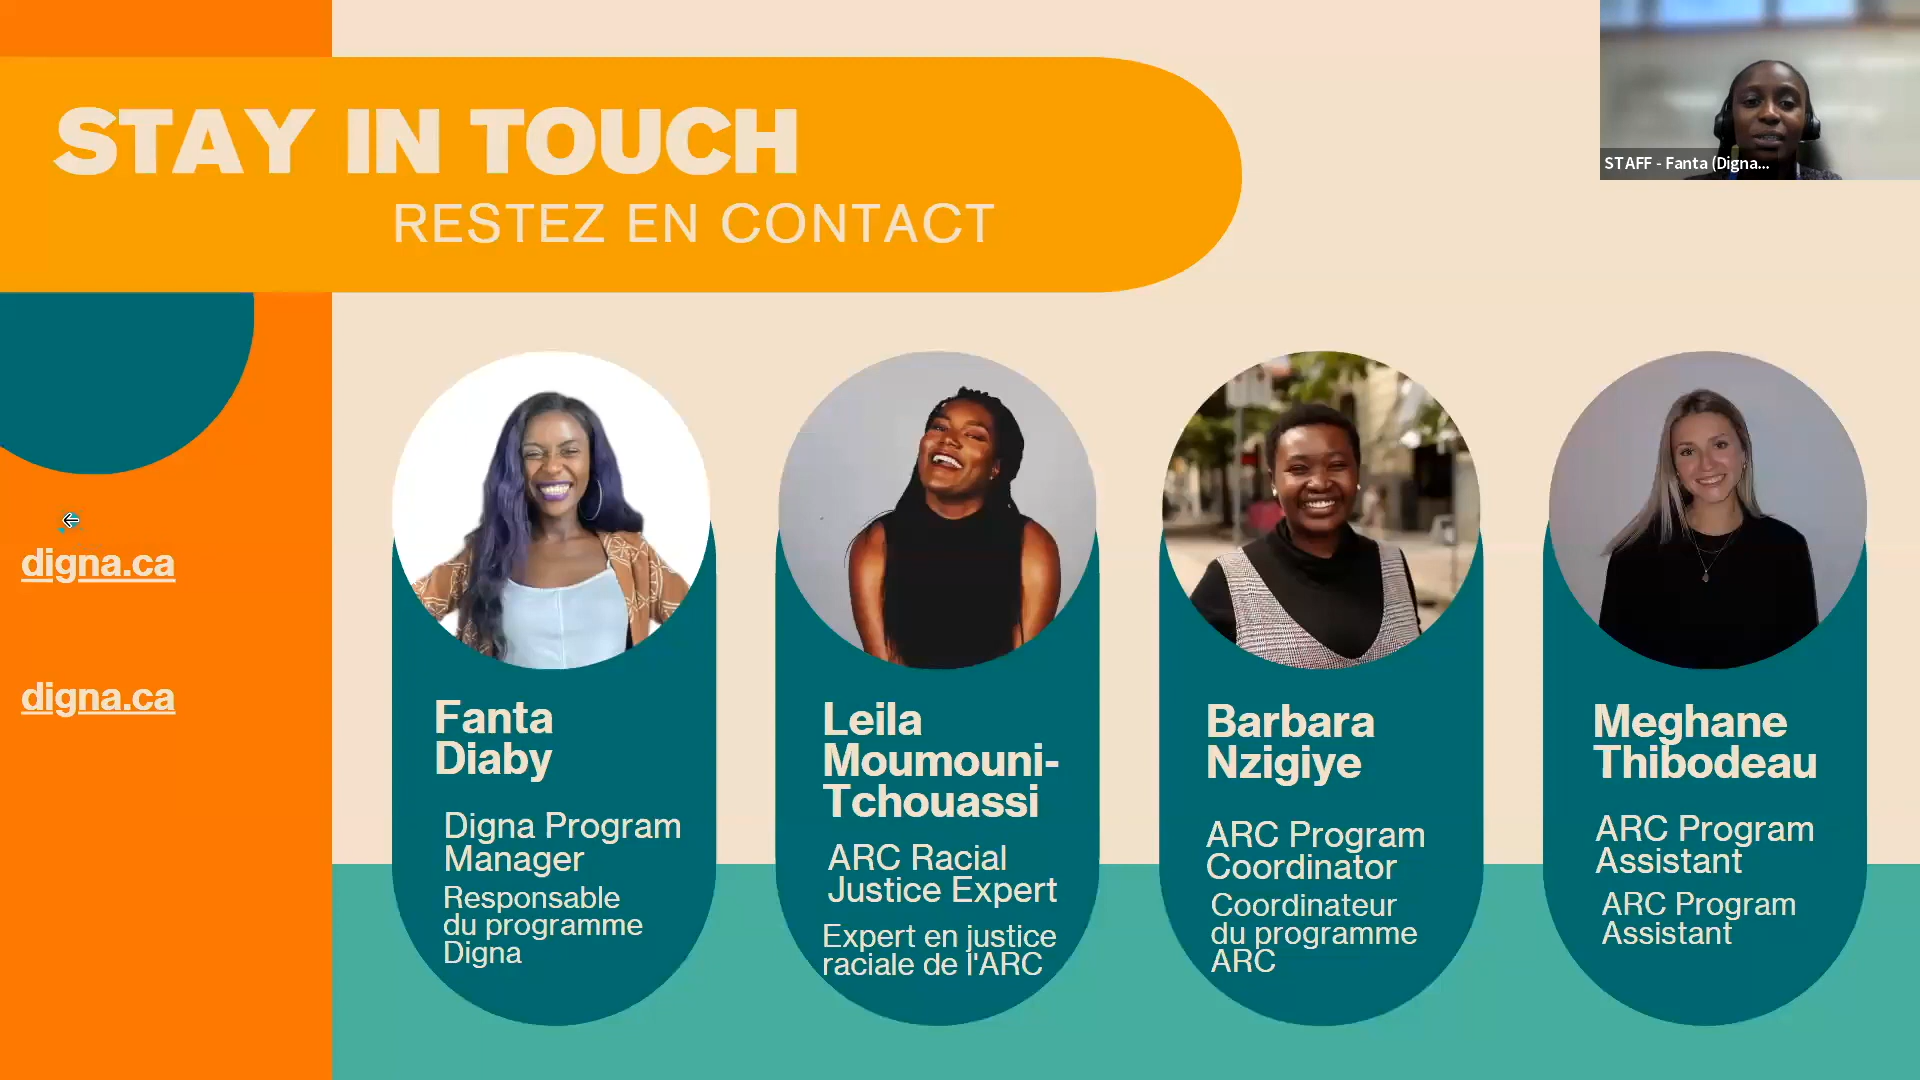 STAY IN TOUCH
RESTEZ EN CONTACT
STAFF - Fanta (Digna...
digna.ca
digna.ca
Fanta
Diaby
Digna Program
Manager
Responsable
du programme
Digna
Leila
Moumouni-
Tchouassi
ARC Racial
Justice Expert
Expert en justice
raciale de l'ARC
Barbara
Nzigiye
ARC Program
Coordinator
Coordinateur
du programme
ARC
Meghane
Thibodeau
ARC Program
Assistant
ARC Program
Assistant